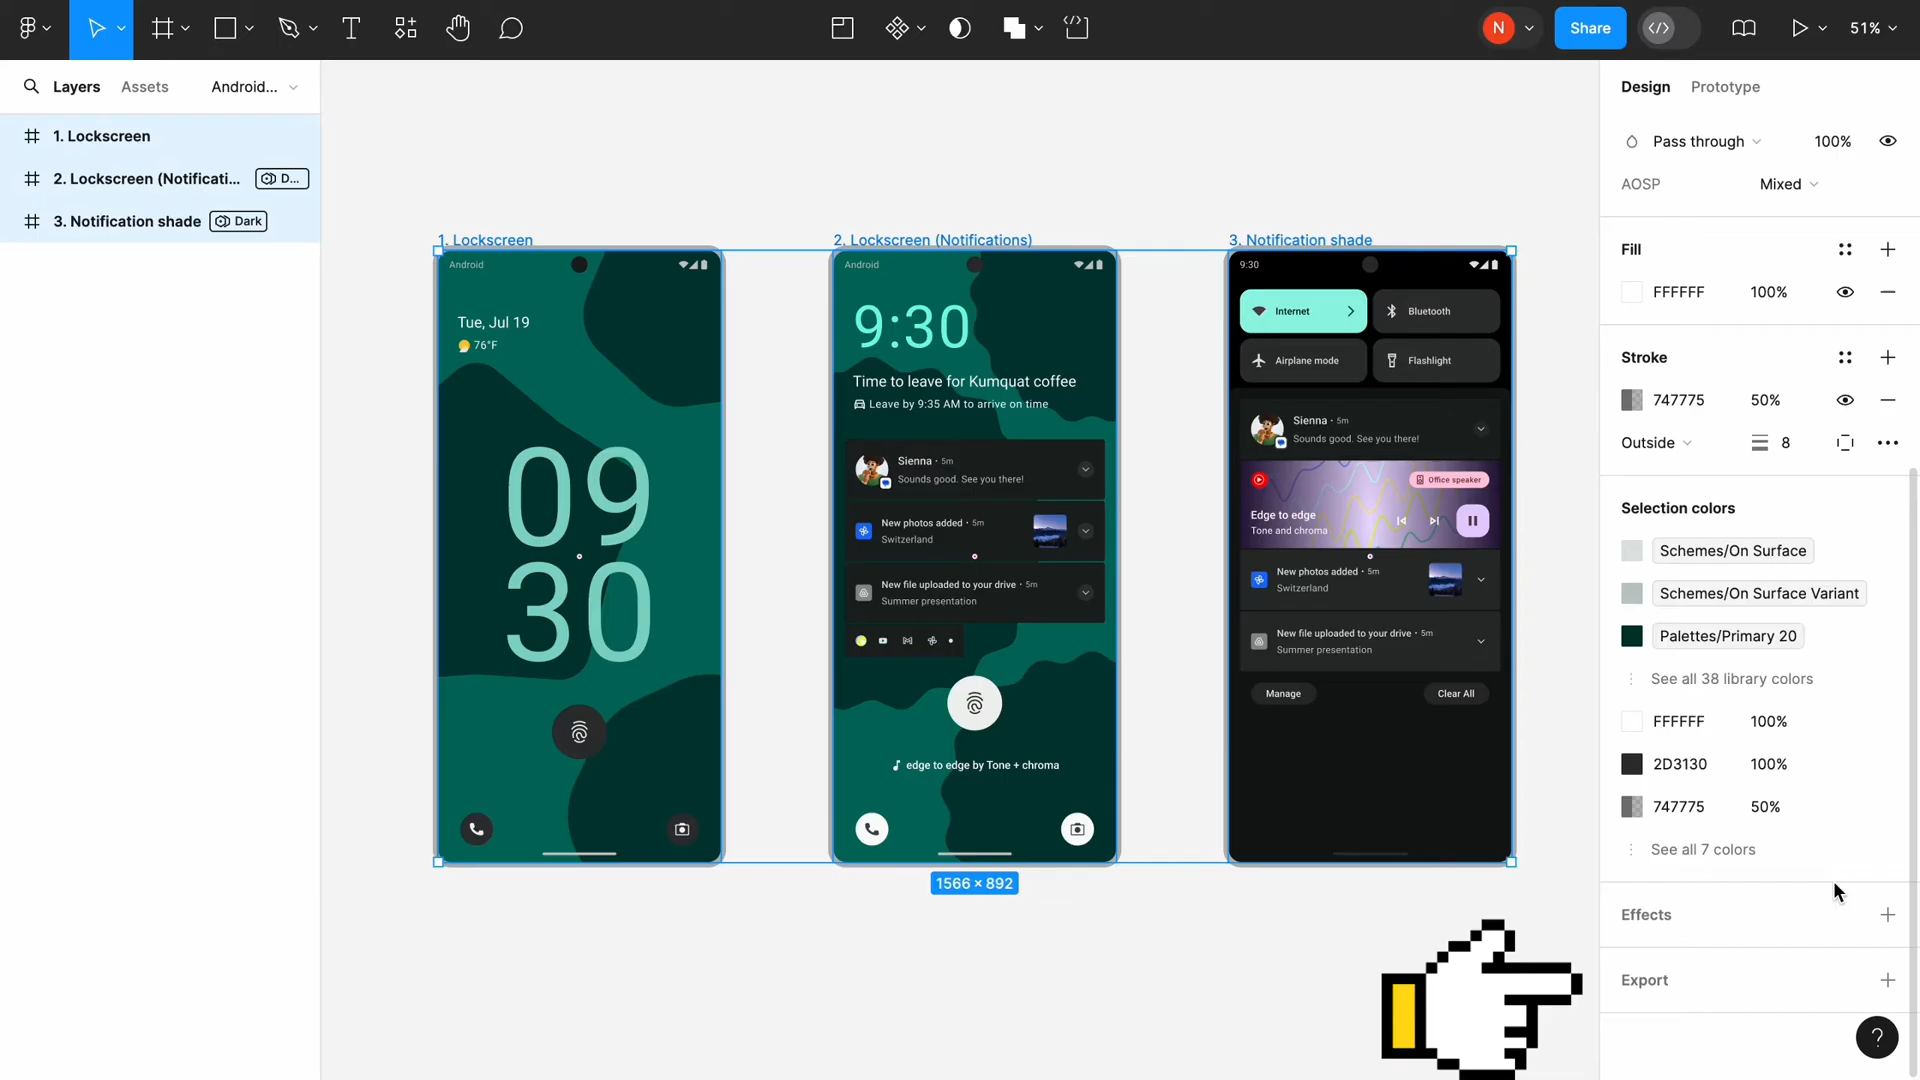 N
Share
51%
Layers
Assets
Android...
Design
Prototype
1. Lockscreen
2. Lockscreen (Notificati...
D...
3. Notification shade
Dark
Pass through
100%
AOSP
Mixed
Fill
FFFFFF
100%
Stroke
747775
50%
Outside
8
Selection colors
Schemes/On Surface
Schemes/On Surface Variant
Palettes/Primary 20
See all 38 library colors
FFFFFF
100%
2D3130
100%
747775
50%
See all 7 colors
Effects
Export
?
1. Lockscreen
Android
Tue, Jul 19
76°F
09
30
2. Lockscreen (Notifications)
Android
9:30
Time to leave for Kumquat coffee
Leave by 9:35 AM to arrive on time
Sienna • 5m
Sounds good. See you there!
New photos added • 5m
Switzerland
New file uploaded to your drive • 5m
Summer presentation
edge to edge by Tone + chroma
3. Notification shade
9:30
Internet
Bluetooth
Airplane mode
Flashlight
Sienna • 5m
Sounds good. See you there!
Office speaker
Edge to edge
Tone and chroma
New photos added • 5m
Switzerland
New file uploaded to your drive • 5m
Summer presentation
Manage
Clear All
1566 × 892